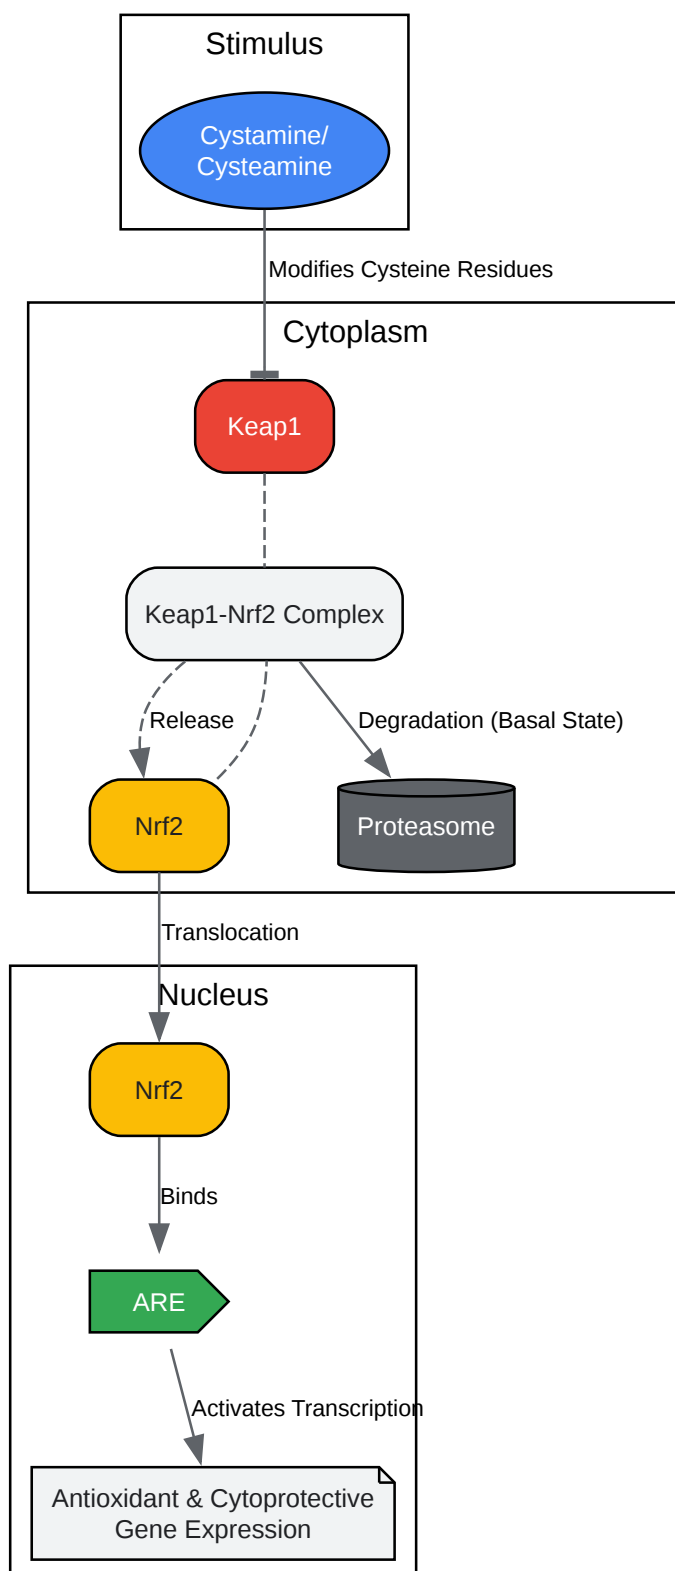 Stimulus
Cystamine/
Cysteamine
Modifies Cysteine Residues
Cytoplasm
Keap1
Keap1-Nrf2 Complex
Release
Degradation (Basal State)
Nrf2
Proteasome
Translocation
Nucleus
Nrf2
Binds
ARE
Activates Transcription
Antioxidant & Cytoprotective
Gene Expression